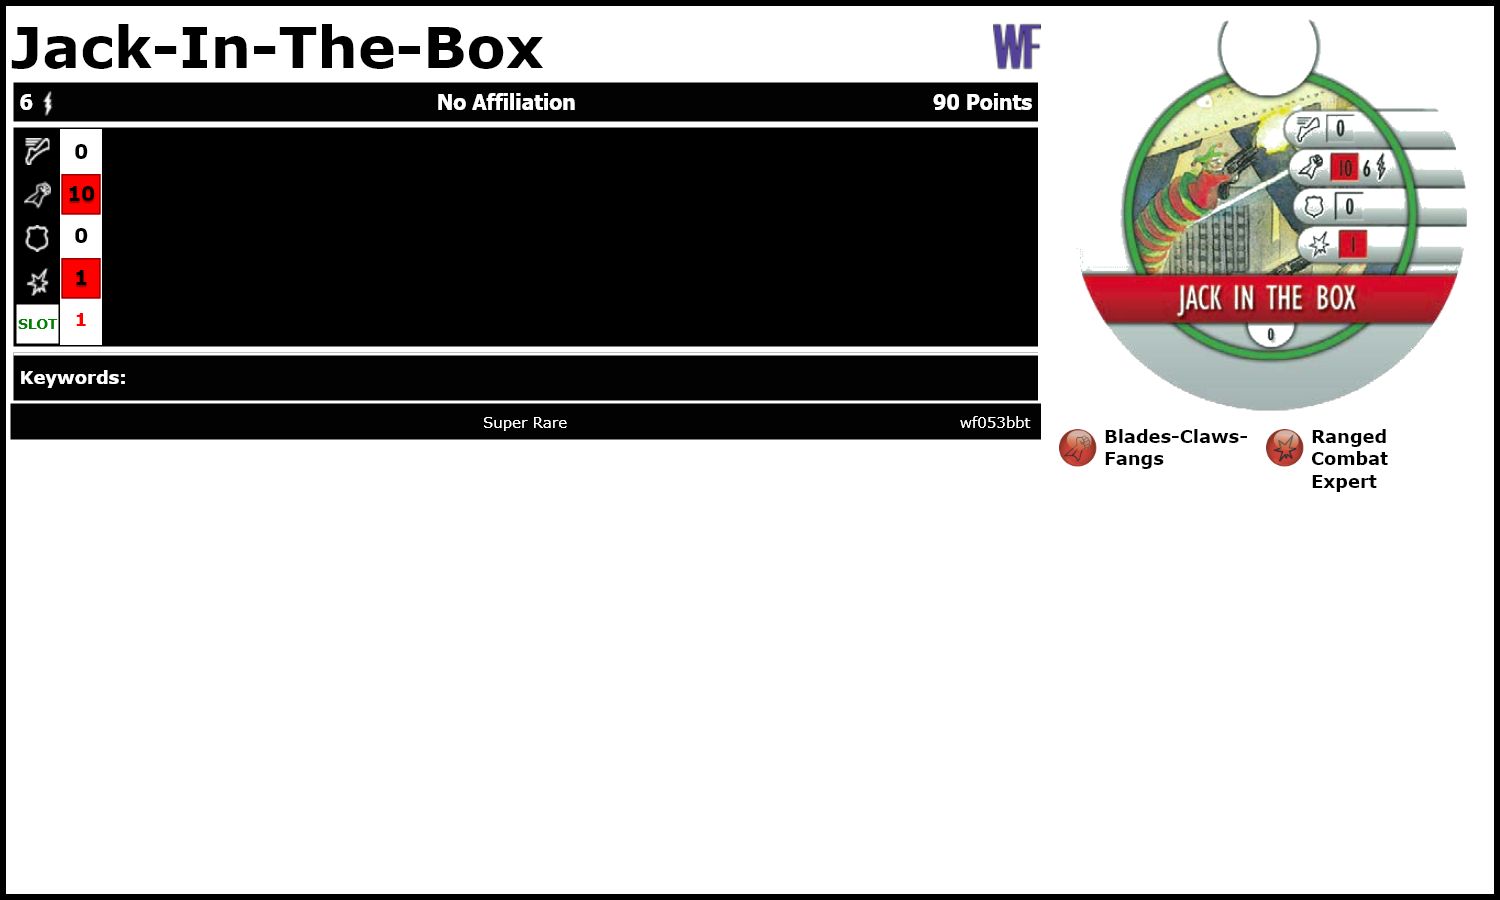 Jack-In-The-Box
WF
6 No Affiliation 90 Points
0
10
0
1
SLOT 1
Keywords:
Super Rare wf053bbt
0
10 6
0
1
JACK IN THE BOX
0
Blades-Claws-
Fangs
Ranged
Combat
Expert